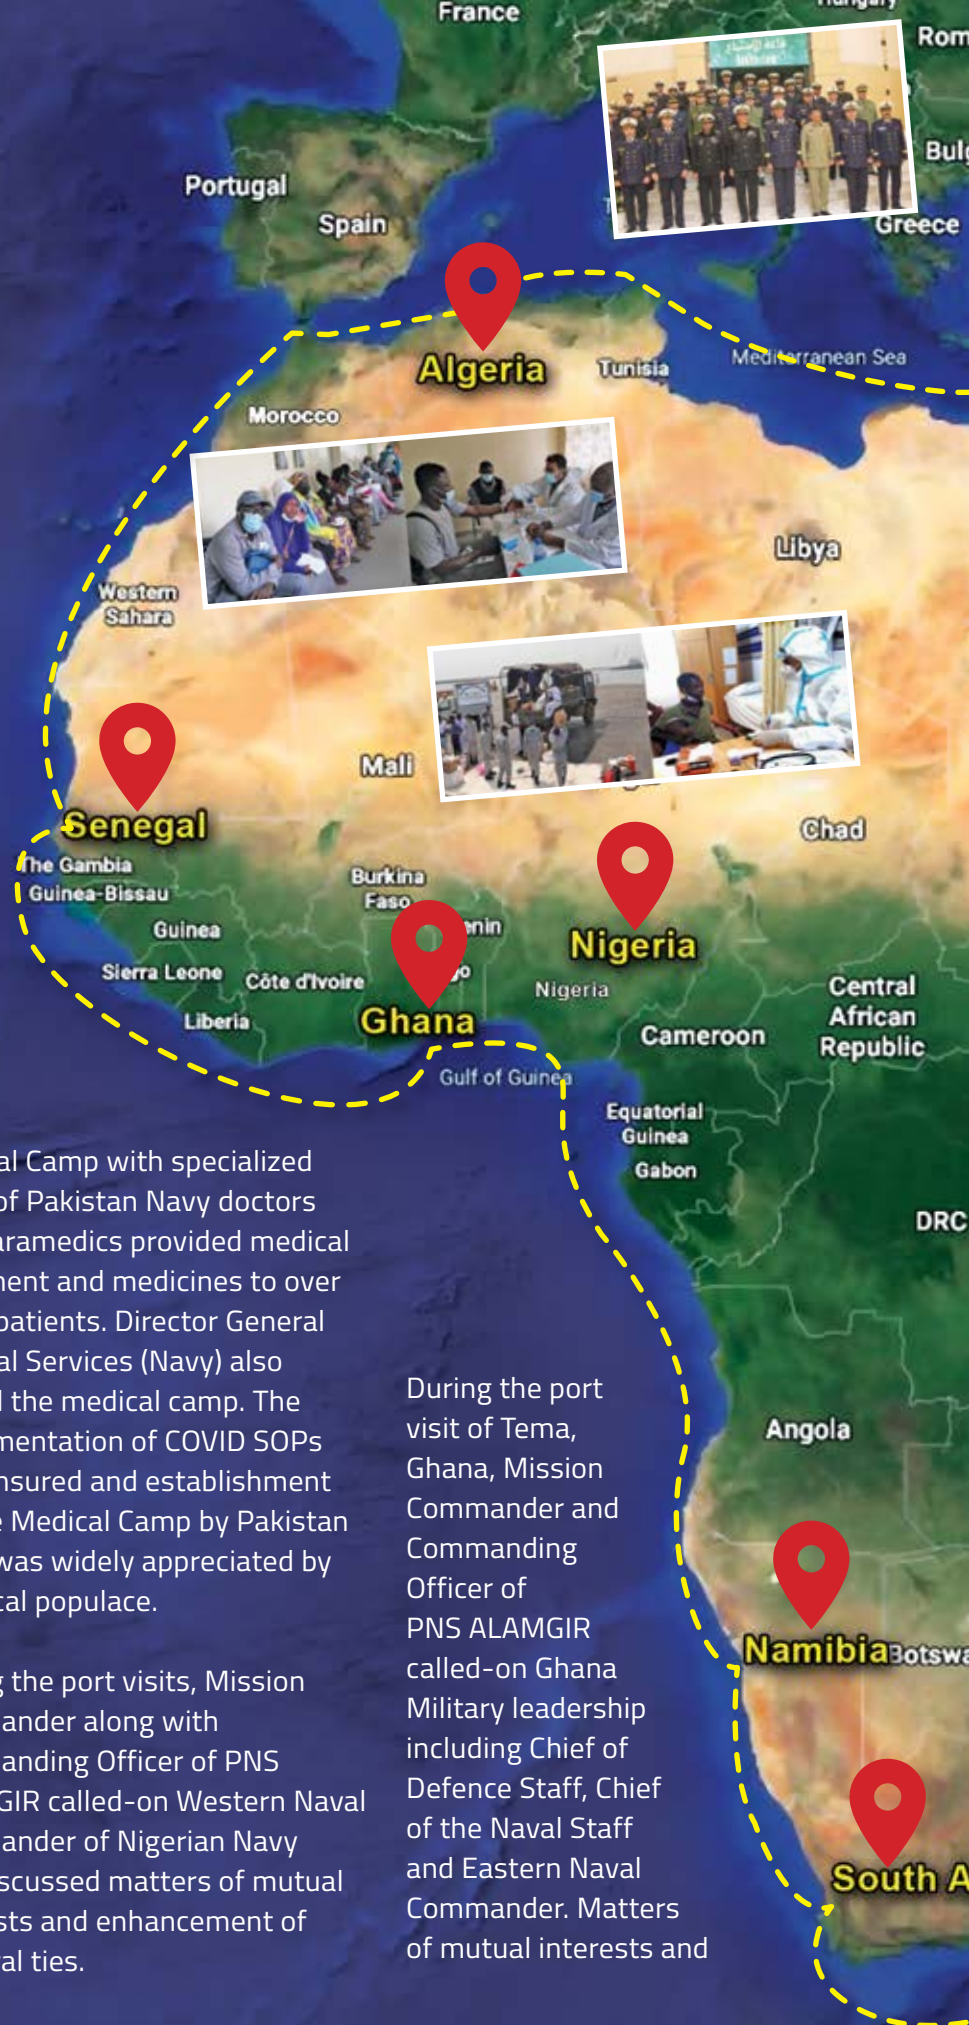 France
Portugal
Spain
Greece
Algeria
Tunisia
Mediterranean Sea
Morocco
Libya
Western
Sahara
Mali
Senegal
Chad
The Gambia
Guinea-Bissau
Burkina
Faso
Guinea
Nigeria
Sierra Leone
Côte d'Ivoire
Nigeria
Central
African
Republic
Liberia
Ghana
Cameroon
Gulf of Guinea
Equatorial
Guinea
Gabon
DRC
Angola
Namibia
South A
al Camp with specialized
of Pakistan Navy doctors
aramedics provided medical
ment and medicines to over
patients. Director General
al Services (Navy) also
d the medical camp. The
mentation of COVID SOPs
nsured and establishment
e Medical Camp by Pakistan
was widely appreciated by
cal populace.
g the port visits, Mission
ander along with
anding Officer of PNS
GIR called-on Western Naval
ander of Nigerian Navy
scussed matters of mutual
sts and enhancement of
al ties.
During the port
visit of Tema,
Ghana, Mission
Commander and
Commanding
Officer of
PNS ALAMGIR
called-on Ghana
Military leadership
including Chief of
Defence Staff, Chief
of the Naval Staff
and Eastern Naval
Commander. Matters
of mutual interests and